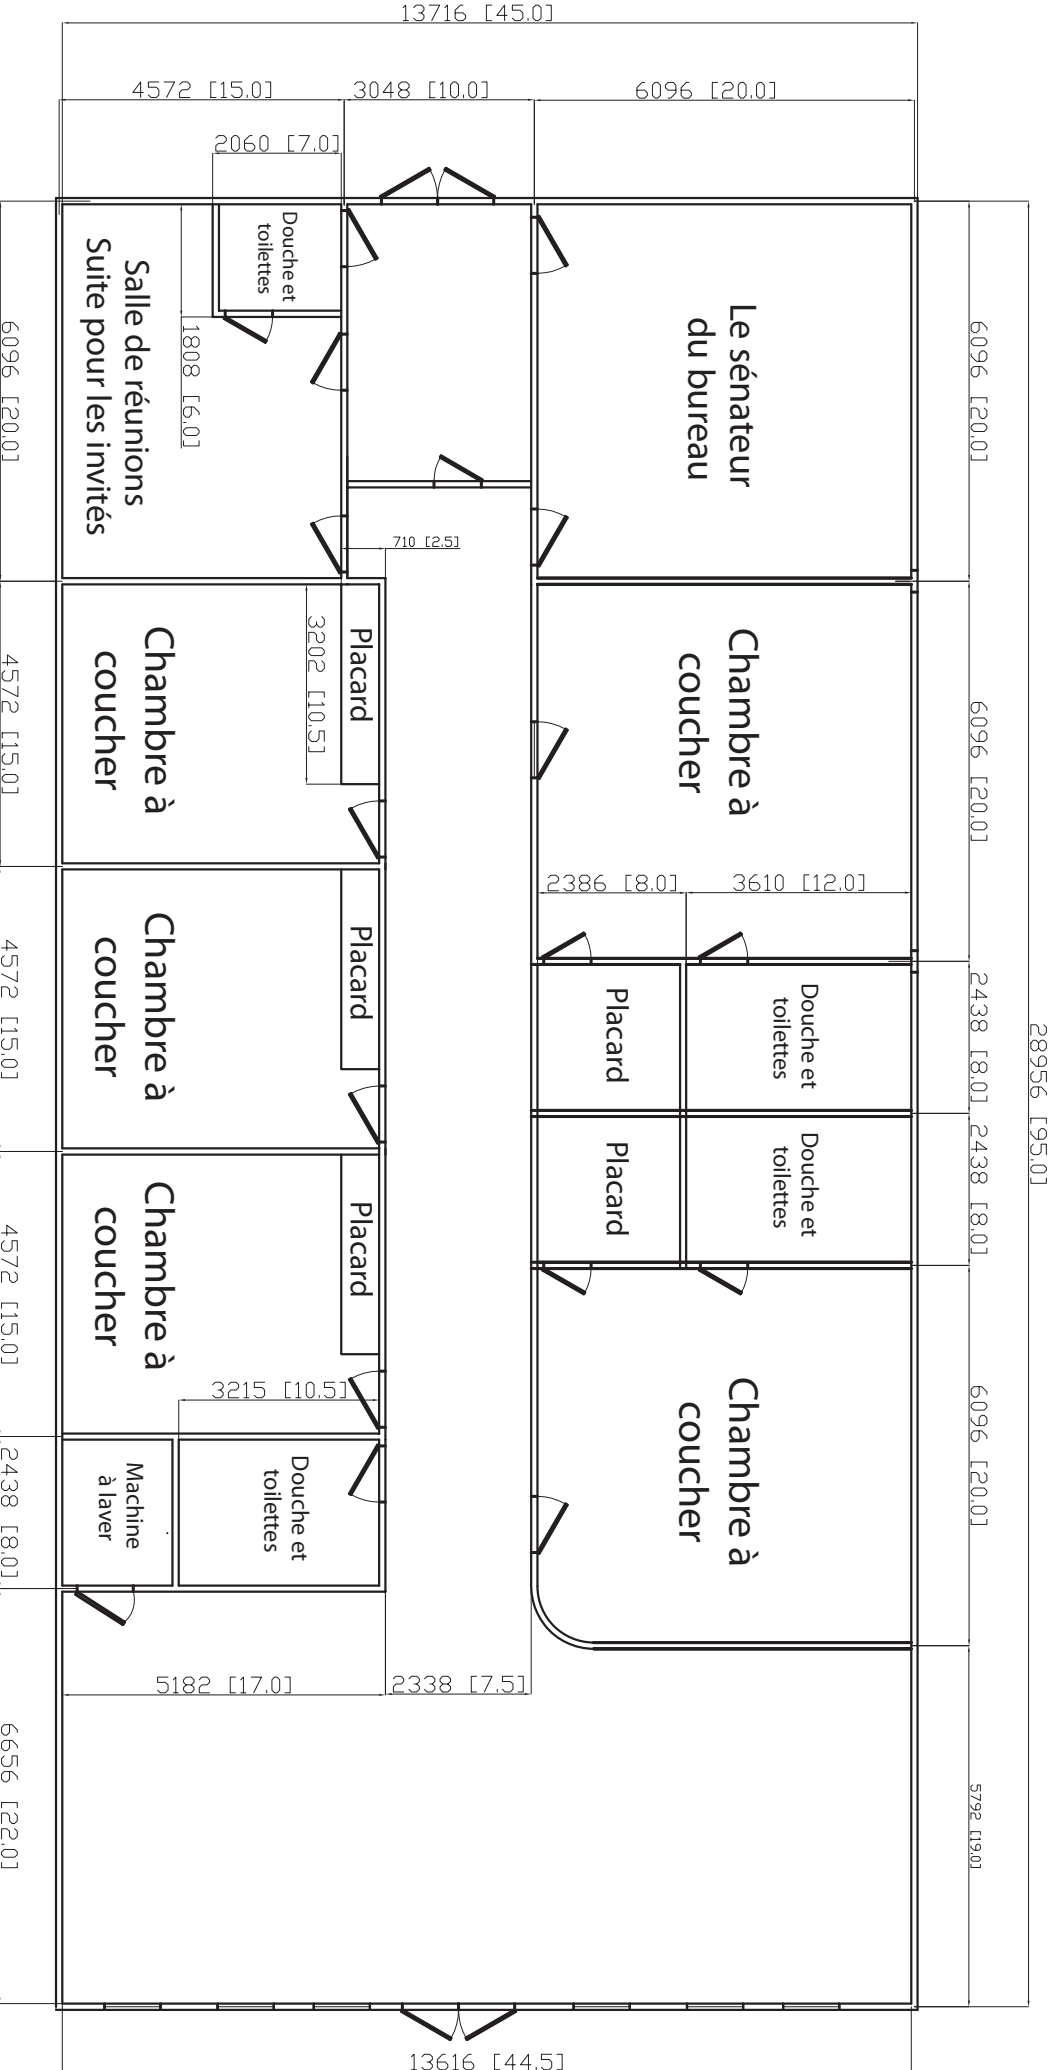 13716 [45.0]
4572 [15.0]
3048 [10.0]
6096 [20.0]
2060 [7.0]
Douche et
toilettes
1808 [6.0]
Salle de réunions
Suite pour les invités
6096 [20.0]
Le sénateur
du bureau
6096 [20.0]
710 [2.5]
Placard
3202 [10.5]
Chambre à
coucher
4572 [15.0]
Chambre à
coucher
6096 [20.0]
2386 [8.0]
3610 [12.0]
Placard
Chambre à
coucher
4572 [15.0]
Placard
Douche et
toilettes
2438 [8.0]
28956 [95.0]
Placard
Douche et
toilettes
2438 [8.0]
Placard
Chambre à
coucher
4572 [15.0]
3215 [10.5]
Chambre à
coucher
6096 [20.0]
Machine
à laver
Douche et
toilettes
2438 [8.0]
5182 [17.0]
2338 [7.5]
6656 [22.0]
5792 [19.0]
13616 [44.5]